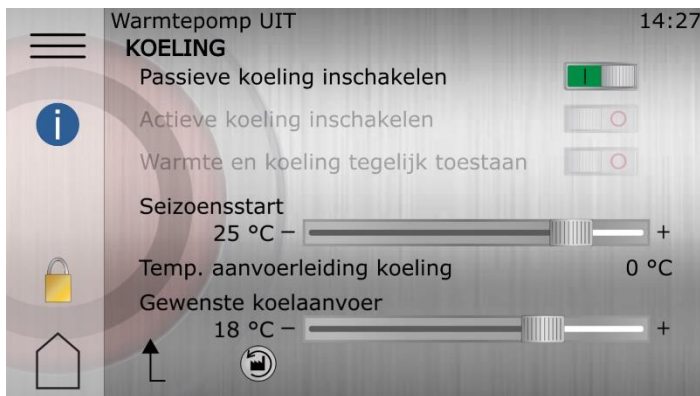 Warmtepomp UIT 14:27
KOELING
Passieve koeling inschakelen
Actieve koeling inschakelen
Warmte en koeling tegelijk toestaan
Seizoensstart
25 °C – +
Temp. aanvoerleiding koeling 0 °C
Gewenste koelaanvoer
18 °C – +